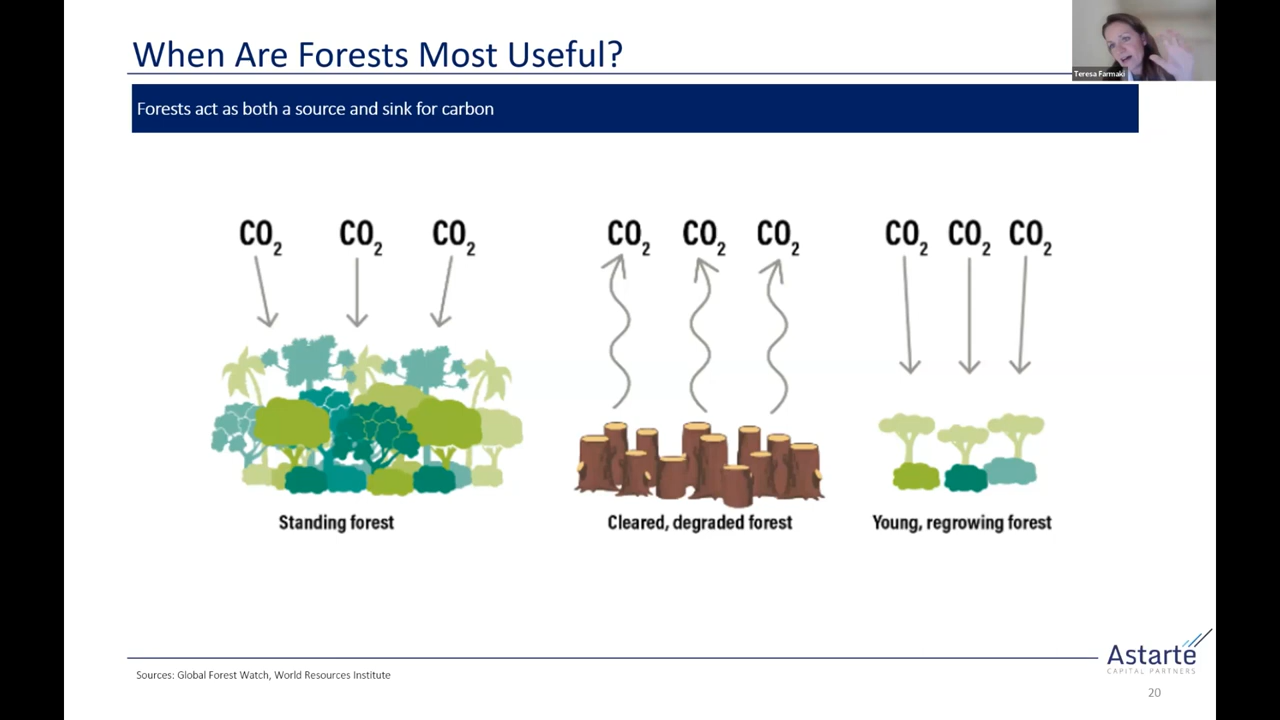 When Are Forests Most Useful?
Teresa Farmaki
Forests act as both a source and sink for carbon
CO2 CO2 CO2 CO2 CO2 CO2 CO2 CO2 CO2
Standing forest
Cleared, degraded forest
Young, regrowing forest
Sources: Global Forest Watch, World Resources Institute
Astarte
CAPITAL PARTNERS
20